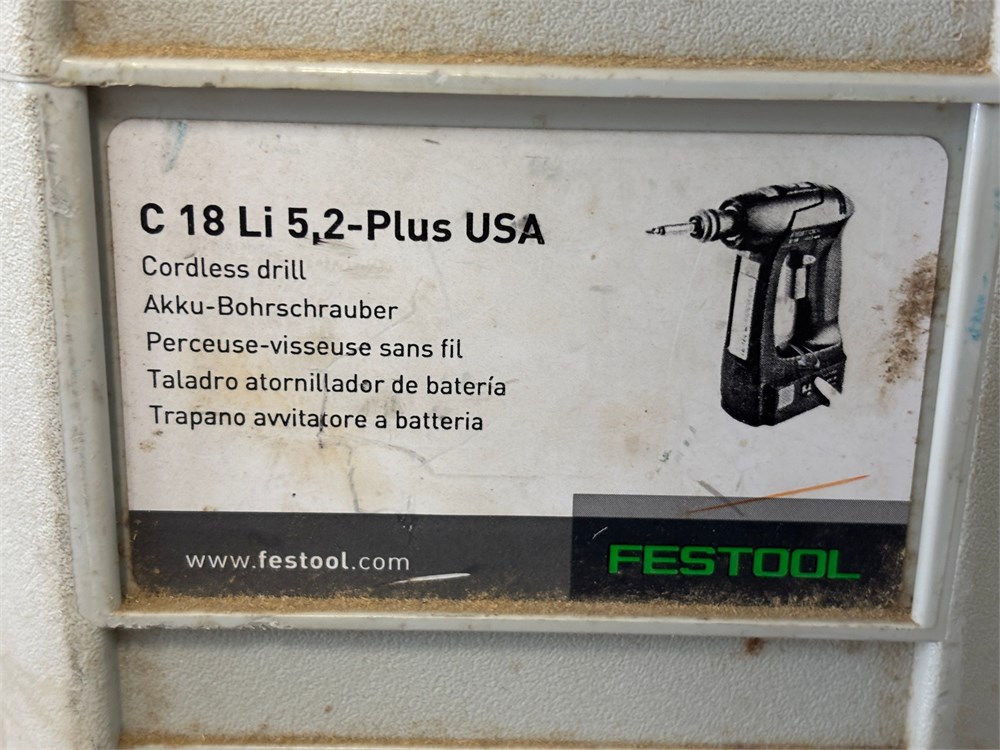 C 18 Li 5,2-Plus USA
Cordless drill
Akku-Bohrschrauber
Perceuse-visseuse sans fil
Taladro atornillador de batería
Trapano avvitatore a batteria
www.festool.com
FESTOOL